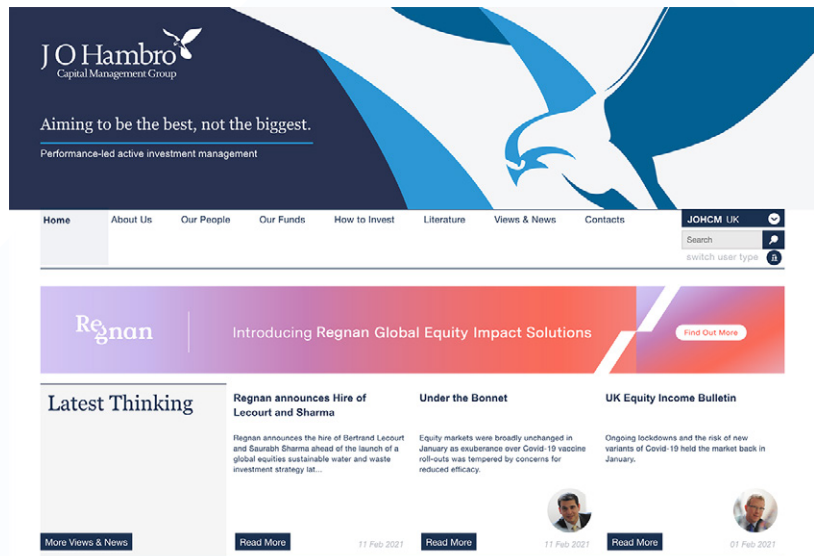 J O Hambro
Capital Management Group
Aiming to be the best, not the biggest.
Performance-led active investment management
Home About Us Our People Our Funds How to Invest Literature Views & News Contacts
JOHCM UK
Search
switch user type
Regnan
Introducing Regnan Global Equity Impact Solutions
Find Out More
Latest Thinking
More Views & News
Regnan announces Hire of
Lecourt and Sharma
Regnan announces the hire of Bertrand Lecourt
and Saurabh Sharma ahead of the launch of a
global equities sustainable water and waste
investment strategy lat...
Read More
11 Feb 2021
Under the Bonnet
Equity markets were broadly unchanged in
January as exuberance over Covid-19 vaccine
roll-outs was tempered by concerns for
reduced efficacy.
Read More
11 Feb 2021
UK Equity Income Bulletin
Ongoing lockdowns and the risk of new
variants of Covid-19 held the market back in
January.
Read More
01 Feb 2021